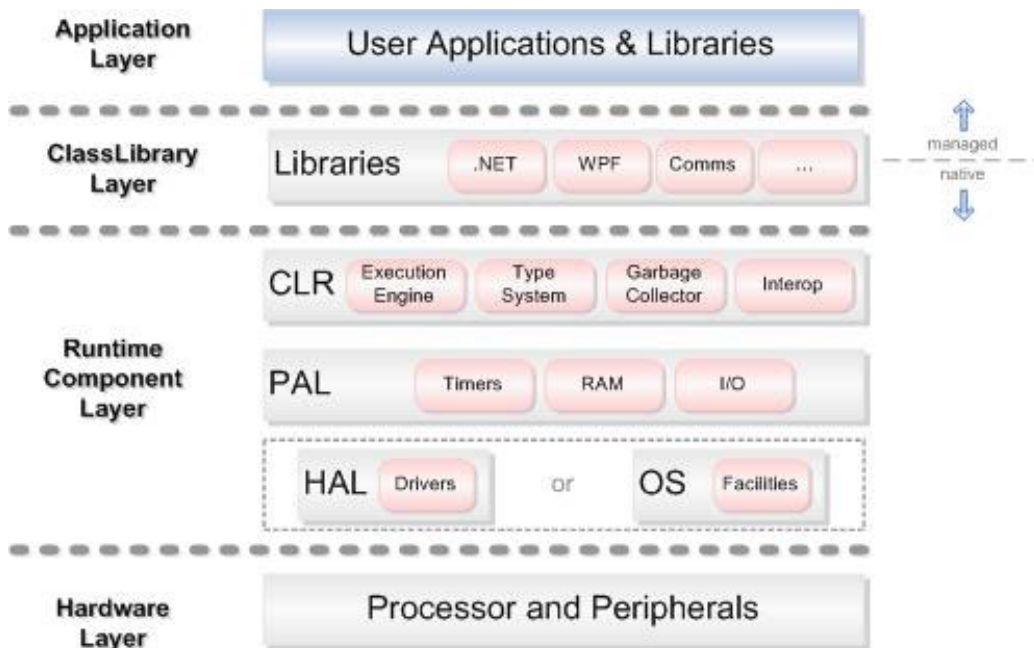 Application
Layer
User Applications & Libraries
ClassLibrary
Layer
Libraries
.NET
WPF
Comms
...
managed
native
Runtime
Component
Layer
CLR
Execution
Engine
Type
System
Garbage
Collector
Interop
PAL
Timers
RAM
I/O
HAL
Drivers
or
OS
Facilities
Hardware
Layer
Processor and Peripherals